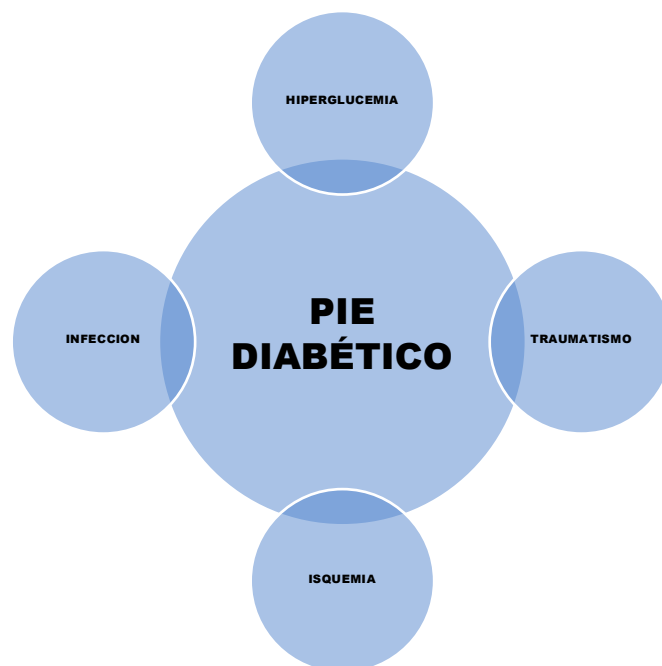 HIPERGLUCEMIA
PIE
DIABÉTICO
INFECCION
TRAUMATISMO
ISQUEMIA